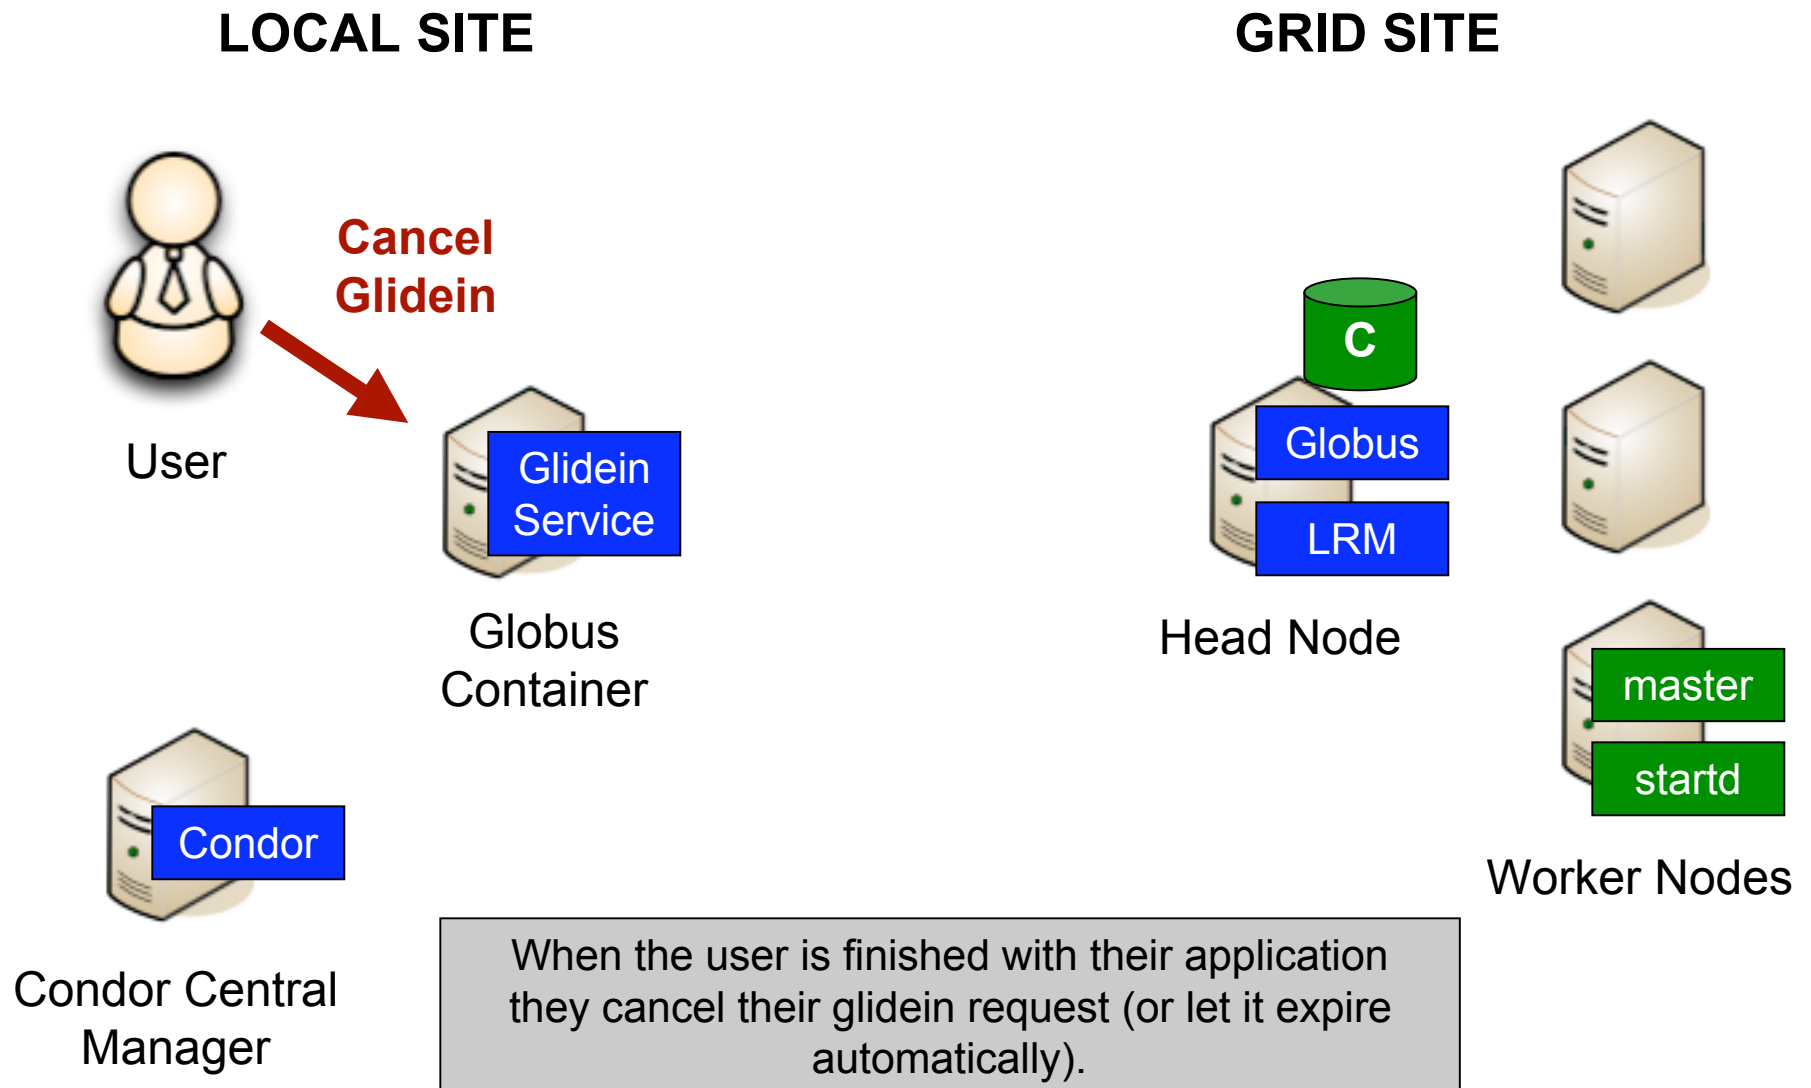 LOCAL SITE
GRID SITE
Cancel
Glidein
User
Glidein
Service
Globus
Container
Condor
Condor Central
Manager
C
Globus
LRM
Head Node
master
startd
Worker Nodes
When the user is finished with their application
they cancel their glidein request (or let it expire
automatically).